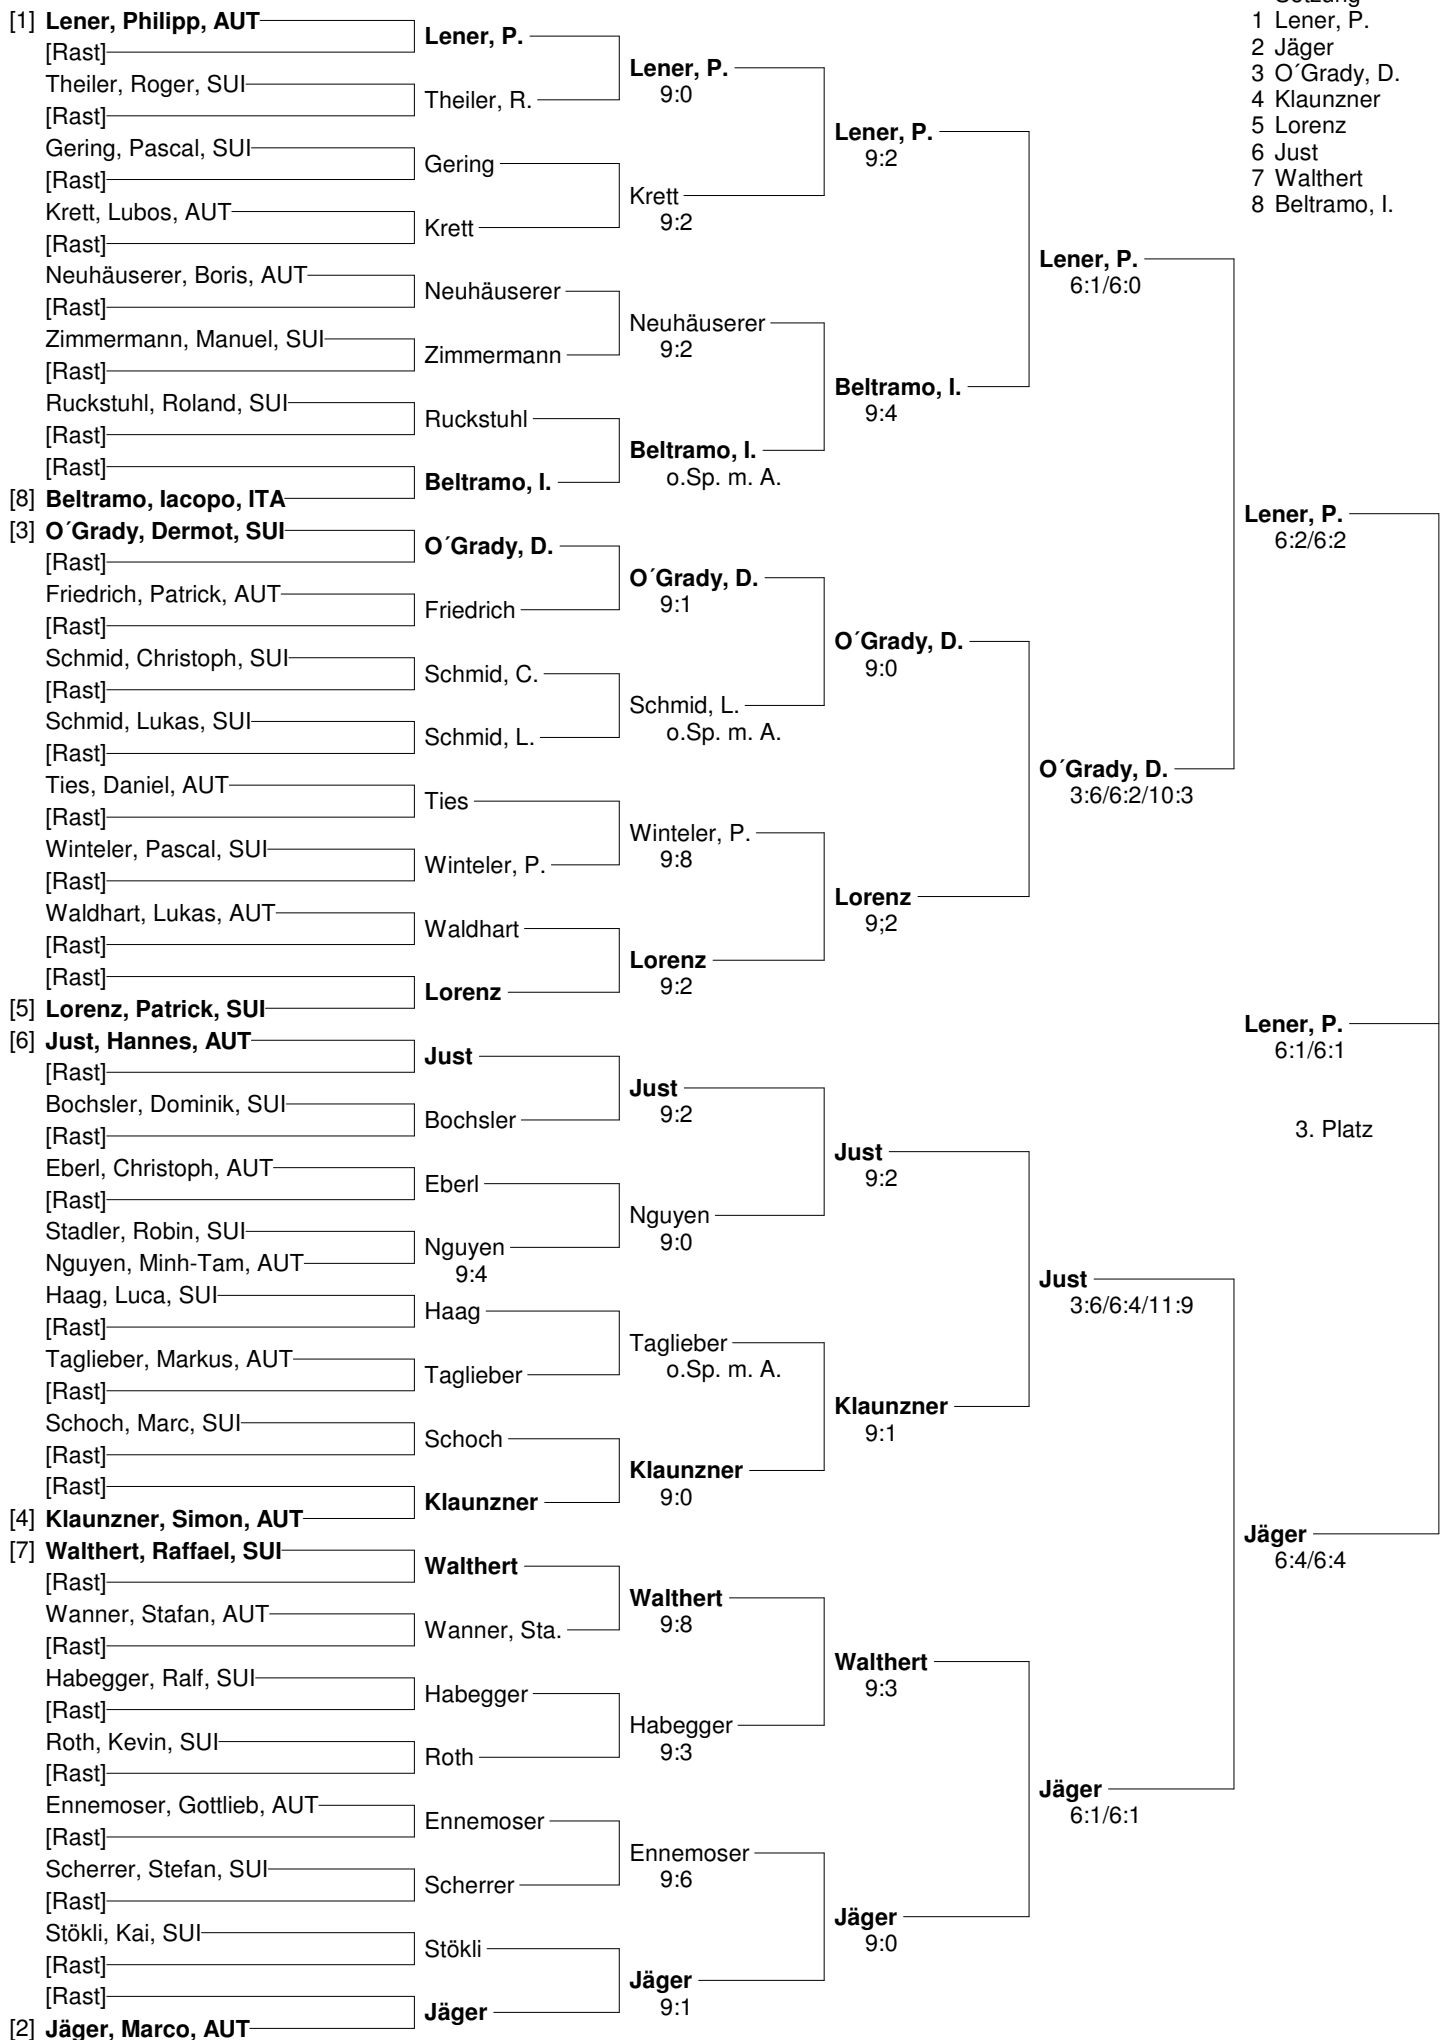 Setzung
1 Lener, P.
2 Jäger
3 O´Grady, D.
4 Klaunzner
5 Lorenz
6 Just
7 Walthert
8 Beltramo, I.
[1] Lener, Philipp, AUT
[Rast]
Theiler, Roger, SUI
[Rast]
Gering, Pascal, SUI
[Rast]
Krett, Lubos, AUT
[Rast]
Neuhäuserer, Boris, AUT
[Rast]
Zimmermann, Manuel, SUI
[Rast]
Ruckstuhl, Roland, SUI
[Rast]
[Rast]
[8] Beltramo, Iacopo, ITA
[3] O´Grady, Dermot, SUI
[Rast]
Friedrich, Patrick, AUT
[Rast]
Schmid, Christoph, SUI
[Rast]
Schmid, Lukas, SUI
[Rast]
Ties, Daniel, AUT
[Rast]
Winteler, Pascal, SUI
[Rast]
Waldhart, Lukas, AUT
[Rast]
[Rast]
[5] Lorenz, Patrick, SUI
[6] Just, Hannes, AUT
[Rast]
Bochsler, Dominik, SUI
[Rast]
Eberl, Christoph, AUT
[Rast]
Stadler, Robin, SUI
Nguyen, Minh-Tam, AUT
Haag, Luca, SUI
[Rast]
Taglieber, Markus, AUT
[Rast]
Schoch, Marc, SUI
[Rast]
[Rast]
[4] Klaunzner, Simon, AUT
[7] Walthert, Raffael, SUI
[Rast]
Wanner, Stafan, AUT
[Rast]
Habegger, Ralf, SUI
[Rast]
Roth, Kevin, SUI
[Rast]
Ennemoser, Gottlieb, AUT
[Rast]
Scherrer, Stefan, SUI
[Rast]
Stökli, Kai, SUI
[Rast]
[Rast]
[2] Jäger, Marco, AUT
Lener, P.
Theiler, R.
Gering
Krett
Neuhäuserer
Zimmermann
Ruckstuhl
Beltramo, I.
O´Grady, D.
Friedrich
Schmid, C.
Schmid, L.
Ties
Winteler, P.
Waldhart
Lorenz
Just
Bochsler
Eberl
Nguyen
9:4
Haag
Taglieber
Schoch
Klaunzner
Walthert
Wanner, Sta.
Habegger
Roth
Ennemoser
Scherrer
Stökli
Jäger
Lener, P.
9:0
Krett
9:2
Neuhäuserer
9:2
Beltramo, I.
o.Sp. m. A.
O´Grady, D.
9:1
Schmid, L.
o.Sp. m. A.
Winteler, P.
9:8
Lorenz
9:2
Just
9:2
Nguyen
9:0
Taglieber
o.Sp. m. A.
Klaunzner
9:0
Walthert
9:8
Habegger
9:3
Ennemoser
9:6
Jäger
9:1
Lener, P.
9:2
Beltramo, I.
9:4
O´Grady, D.
9:0
Lorenz
9;2
Just
9:2
Klaunzner
9:1
Walthert
9:3
Jäger
9:0
Lener, P.
6:1/6:0
O´Grady, D.
3:6/6:2/10:3
Just
3:6/6:4/11:9
Jäger
6:1/6:1
Lener, P.
6:2/6:2
Lener, P.
6:1/6:1
3. Platz
Jäger
6:4/6:4